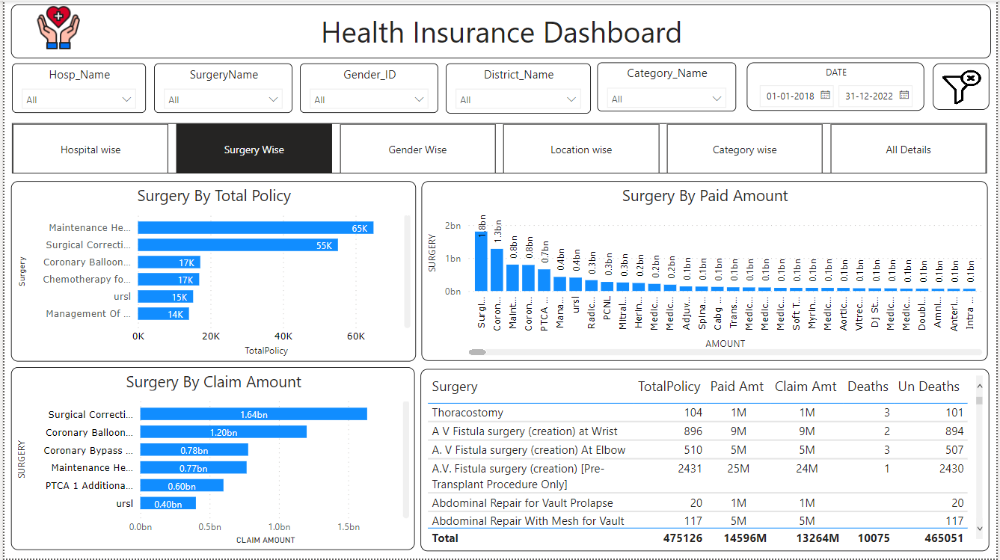 Health Insurance Dashboard
Hosp_Name
All
SurgeryName
All
Gender_ID
All
District_Name
All
Category_Name
All
DATE
01-01-2018
31-12-2022
Hospital wise
Surgery Wise
Gender Wise
Location wise
Category wise
All Details
Surgery By Total Policy
Surgery
Maintenance He... 65K
Surgical Correcti... 55K
Coronary Balloon... 17K
Chemotherapy fo... 17K
ursl 15K
Management Of ... 14K
0K 20K 40K 60K
TotalPolicy
Surgery By Paid Amount
SURGERY
2bn
1bn
0bn
1.8bn 1.3bn 0.8bn 0.8bn 0.7bn 0.4bn 0.4bn 0.3bn 0.3bn 0.3bn 0.2bn 0.2bn 0.2bn 0.1bn 0.1bn 0.1bn 0.1bn 0.1bn 0.1bn 0.1bn 0.1bn 0.1bn 0.1bn 0.1bn 0.1bn 0.1bn 0.1bn 0.1bn 0.1bn 0.1bn 0.1bn 0.1bn
Surgi...
Coron...
Maint...
Coron...
PTCA ...
Mana...
ursl
Radic...
PCNL
Mitral...
Herin...
Medic...
Medic...
Adjuv...
Spina...
Cabg ...
Trans...
Medic...
Medic...
Medic...
Soft T...
Myrin...
Medic...
Aortic...
Vitrec...
DJ St...
Medic...
Medic...
Doubl...
Amni...
Anteri...
Intra ...
AMOUNT
Surgery By Claim Amount
SURGERY
Surgical Correcti... 1.64bn
Coronary Balloon... 1.20bn
Coronary Bypass ... 0.78bn
Maintenance He... 0.77bn
PTCA 1 Additiona... 0.60bn
ursl 0.40bn
0.0bn 0.5bn 1.0bn 1.5bn
CLAIM AMOUNT
Surgery TotalPolicy Paid Amt Claim Amt Deaths Un Deaths
Thoracostomy 104 1M 1M 3 101
A V Fistula surgery (creation) at Wrist 896 9M 9M 2 894
A. V Fistula surgery (creation) At Elbow 510 5M 5M 3 507
A.V. Fistula surgery (creation) [Pre- 2431 25M 24M 1 2430
Transplant Procedure Only]
Abdominal Repair for Vault Prolapse 20 1M 1M 20
Abdominal Repair With Mesh for Vault 117 5M 5M 117
Total 475126 14596M 13264M 10075 465051